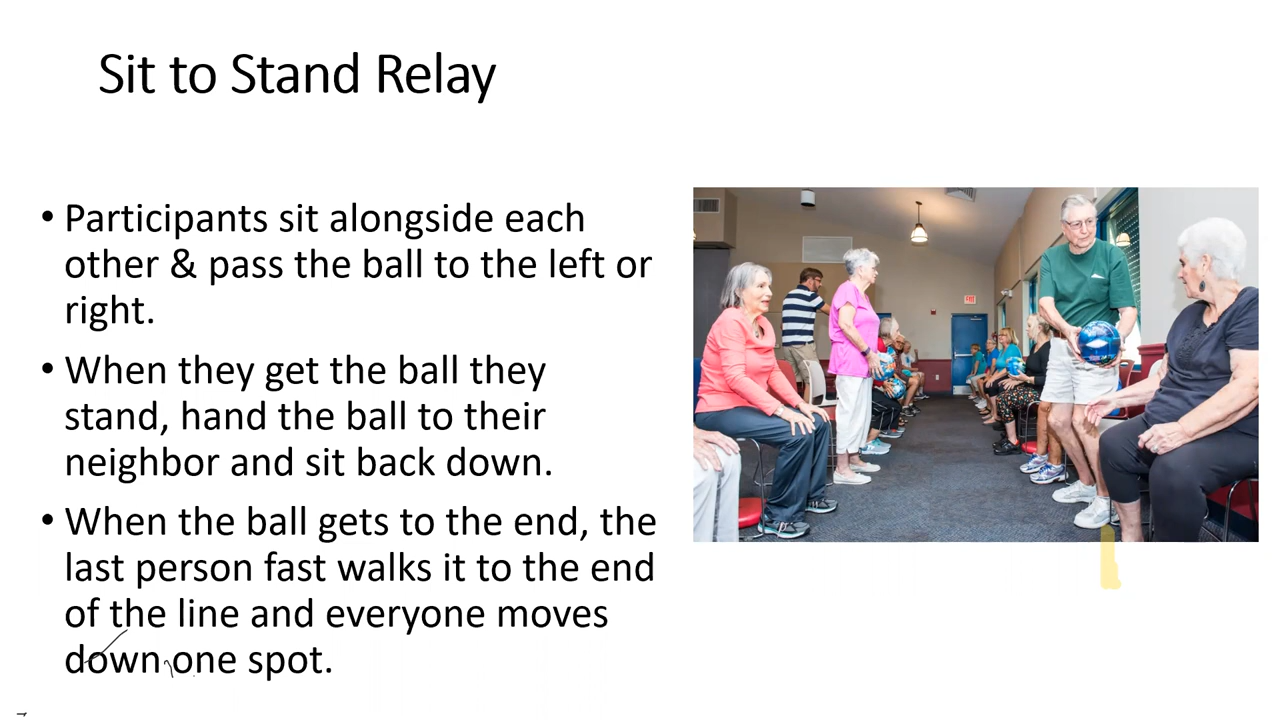 Sit to Stand Relay
• Participants sit alongside each
other & pass the ball to the left or
right.
• When they get the ball they
stand, hand the ball to their
neighbor and sit back down.
• When the ball gets to the end, the
last person fast walks it to the end
of the line and everyone moves
down one spot.